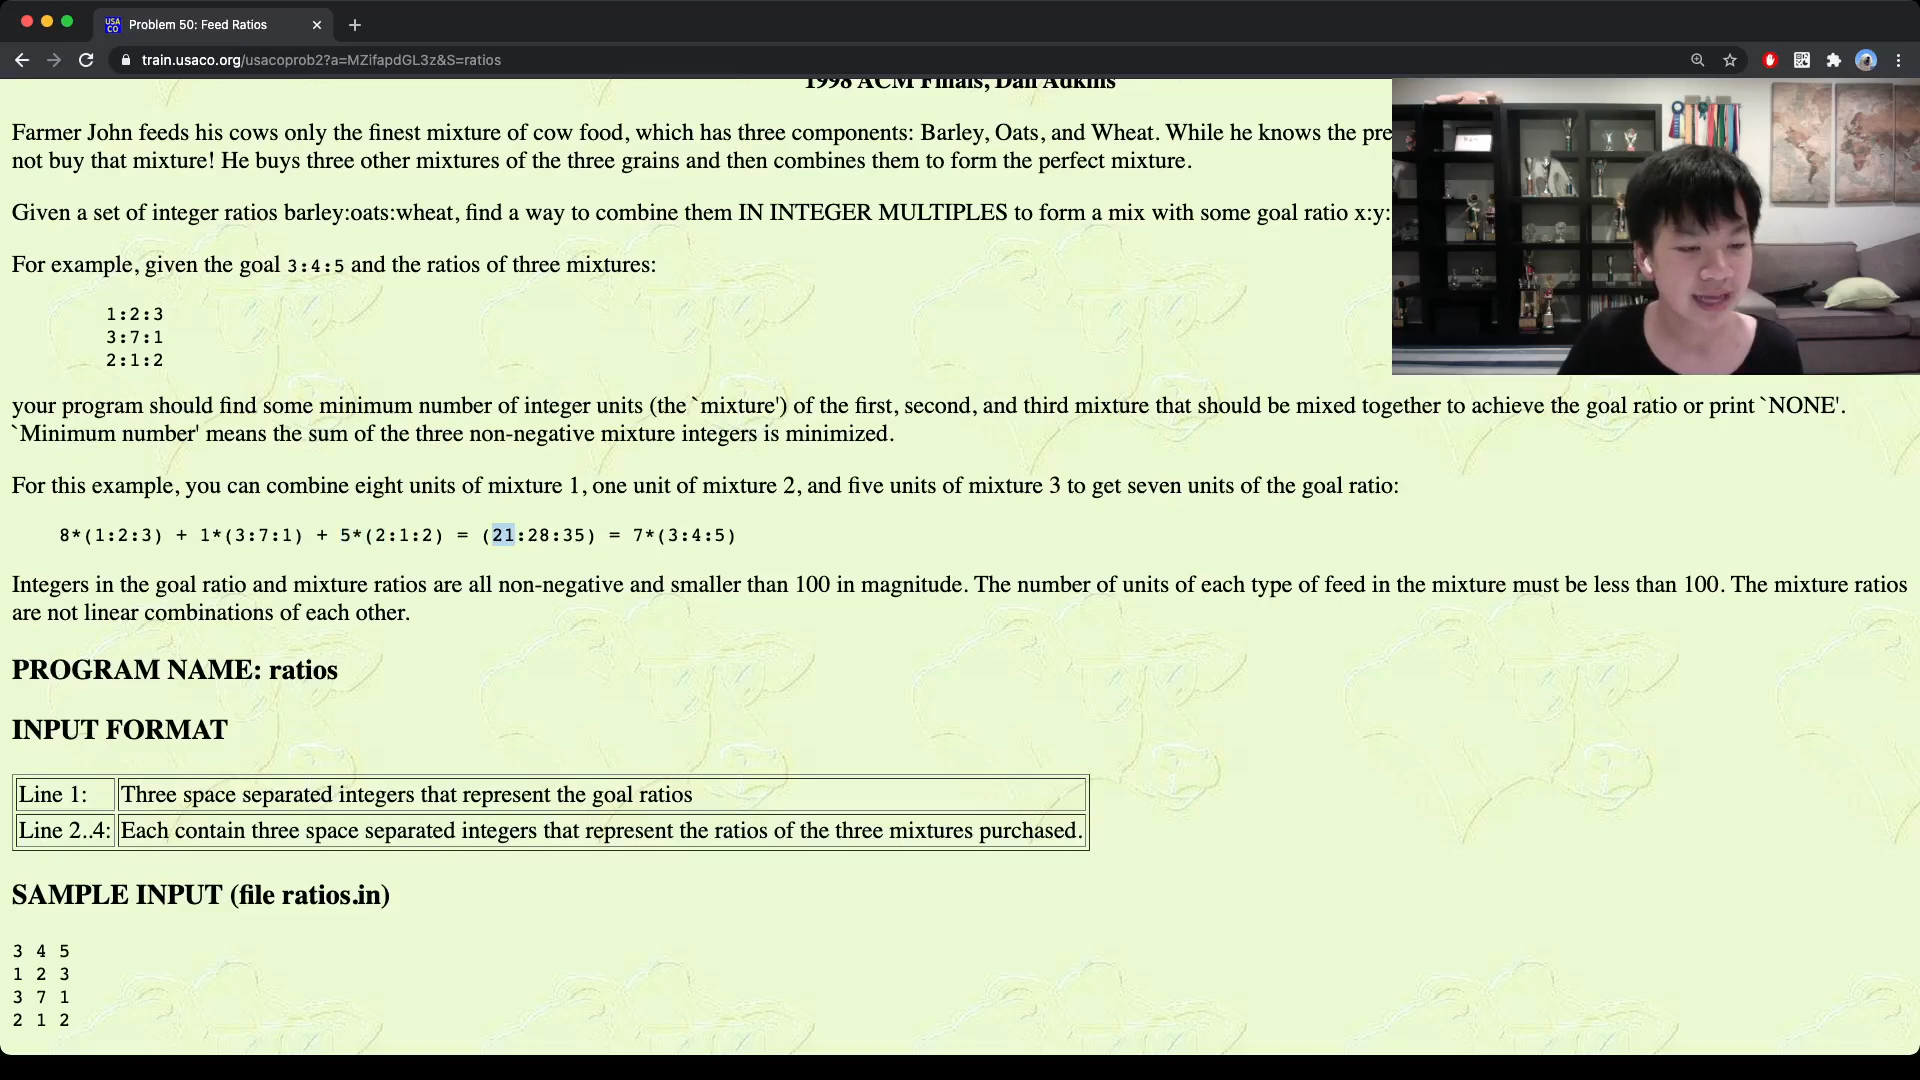 USA
CO
Problem 50: Feed Ratios
train.usaco.org/usacoprob2?a=MZifapdGL3z&S=ratios
1998 ACM Finals, Dan Adkins
Farmer John feeds his cows only the finest mixture of cow food, which has three components: Barley, Oats, and Wheat. While he knows the pre
not buy that mixture! He buys three other mixtures of the three grains and then combines them to form the perfect mixture.
Given a set of integer ratios barley:oats:wheat, find a way to combine them IN INTEGER MULTIPLES to form a mix with some goal ratio x:y:
For example, given the goal 3:4:5 and the ratios of three mixtures:
1:2:3
3:7:1
2:1:2
your program should find some minimum number of integer units (the `mixture') of the first, second, and third mixture that should be mixed together to achieve the goal ratio or print `NONE'.
`Minimum number' means the sum of the three non-negative mixture integers is minimized.
For this example, you can combine eight units of mixture 1, one unit of mixture 2, and five units of mixture 3 to get seven units of the goal ratio:
8*(1:2:3) + 1*(3:7:1) + 5*(2:1:2) = (21:28:35) = 7*(3:4:5)
Integers in the goal ratio and mixture ratios are all non-negative and smaller than 100 in magnitude. The number of units of each type of feed in the mixture must be less than 100. The mixture ratios
are not linear combinations of each other.
PROGRAM NAME: ratios
INPUT FORMAT
Line 1: Three space separated integers that represent the goal ratios
Line 2..4: Each contain three space separated integers that represent the ratios of the three mixtures purchased.
SAMPLE INPUT (file ratios.in)
3 4 5
1 2 3
3 7 1
2 1 2